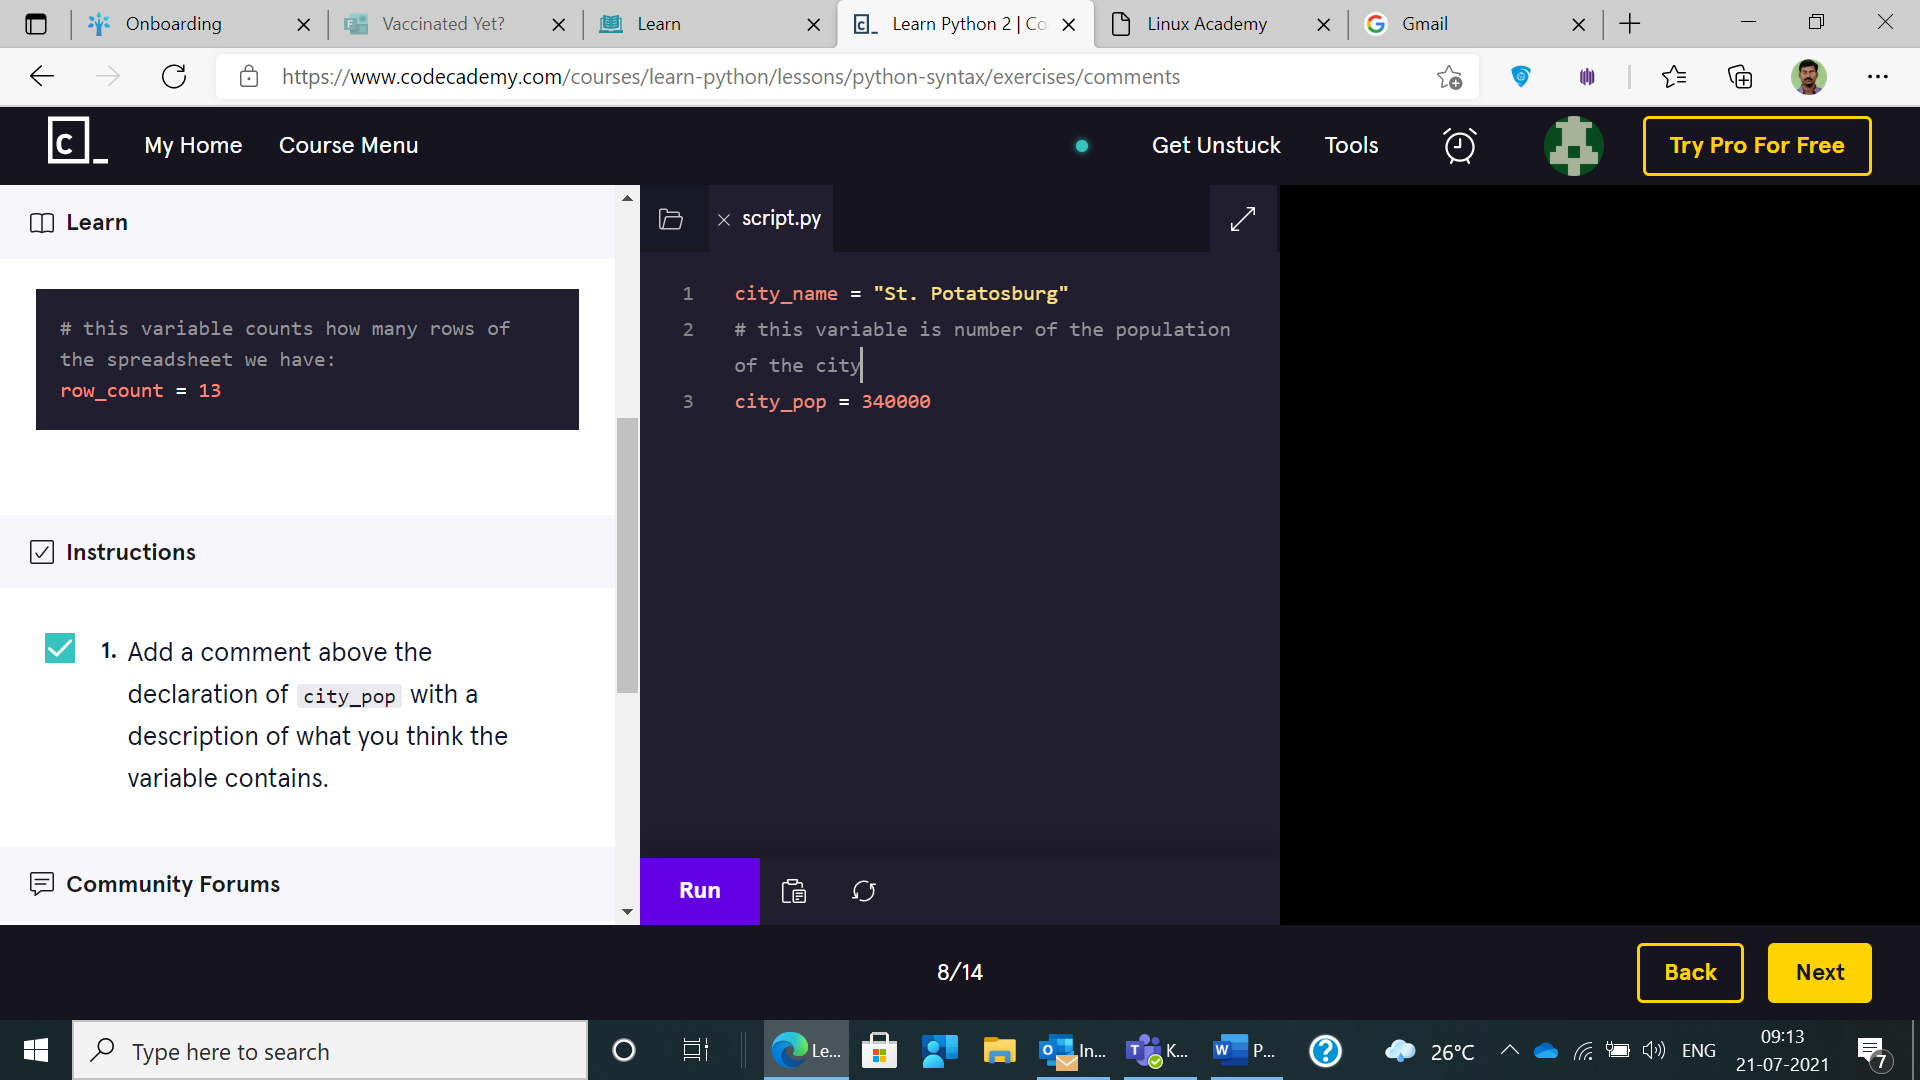 Onboarding
Vaccinated Yet?
Learn
Learn Python 2 | Co
Linux Academy
Gmail
https://www.codecademy.com/courses/learn-python/lessons/python-syntax/exercises/comments
c_
My Home
Course Menu
Get Unstuck
Tools
Try Pro For Free
Learn
# this variable counts how many rows of
the spreadsheet we have:
row_count = 13
Instructions
1. Add a comment above the
declaration of city_pop with a
description of what you think the
variable contains.
Community Forums
script.py
1 city_name = "St. Potatosburg"
2 # this variable is number of the population
of the city
3 city_pop = 340000
Run
8/14
Back
Next
Type here to search
Le...
In...
K...
P...
26°C
ENG
09:13
21-07-2021
7